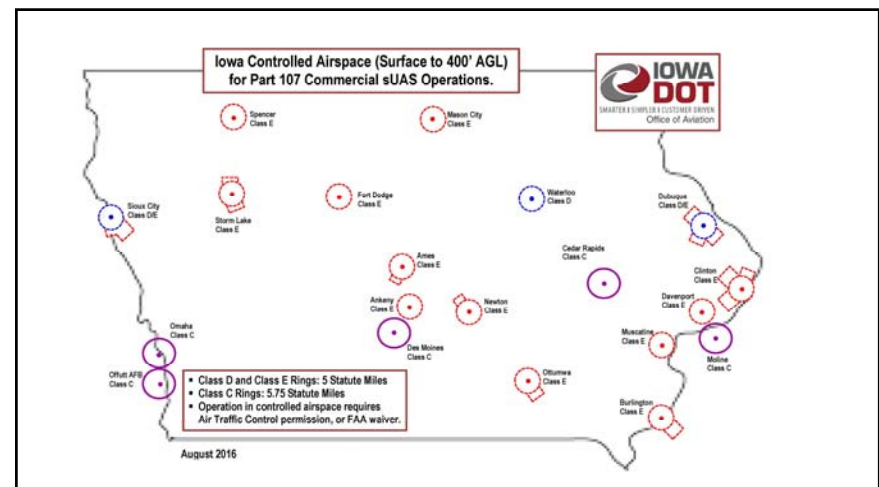 Iowa Controlled Airspace (Surface to 400' AGL)
for Part 107 Commercial sUAS Operations.
IOWA
DOT
SMARTER | SIMPLER | CUSTOMER DRIVEN
Office of Aviation
Spencer
Class E
Mason City
Class E
Sioux City
Class D/E
Storm Lake
Class E
Fort Dodge
Class E
Waterloo
Class D
Dubuque
Class D/E
Ames
Class E
Cedar Rapids
Class C
Clinton
Class E
Ankeny
Class E
Newton
Class E
Davenport
Class E
Omaha
Class C
Des Moines
Class C
Muscatine
Class E
Moline
Class C
Offutt AFB
Class C
Ottumwa
Class E
Burlington
Class E
▪ Class D and Class E Rings: 5 Statute Miles
▪ Class C Rings: 5.75 Statute Miles
▪ Operation in controlled airspace requires
Air Traffic Control permission, or FAA waiver.
August 2016